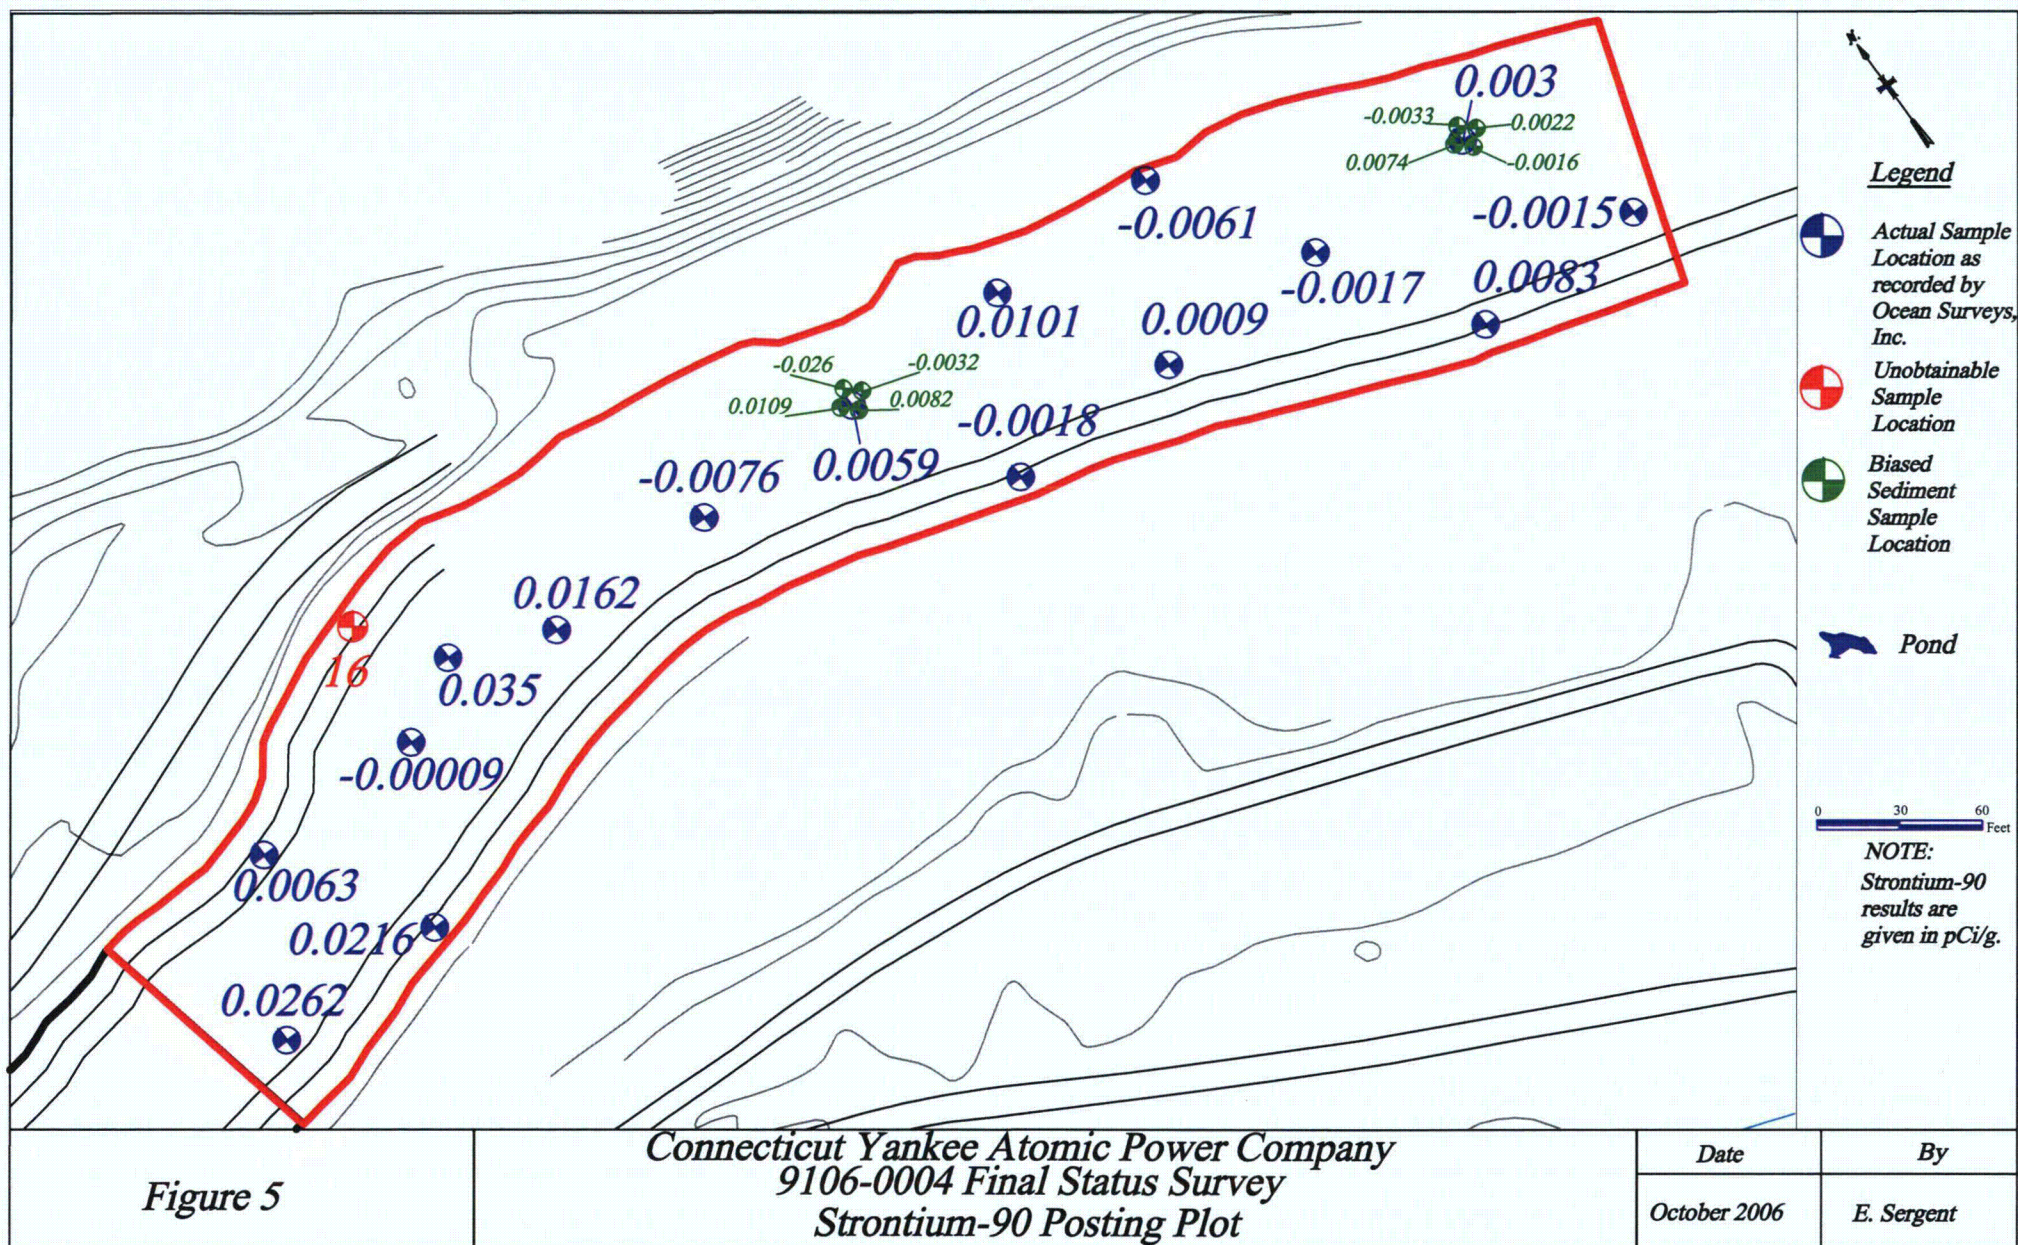 0.003
-0.0033
0.0022
0.0074
-0.0016
-0.0061
-0.0015
-0.0017
0.0083
0.0101
0.0009
-0.026
-0.0032
0.0109
0.0082
-0.0018
0.0059
-0.0076
0.0162
16
0.035
-0.00009
0.0063
0.0216
0.0262
N
Legend
Actual Sample
Location as
recorded by
Ocean Surveys,
Inc.
Unobtainable
Sample
Location
Biased
Sediment
Sample
Location
Pond
0 30 60
Feet
NOTE:
Strontium-90
results are
given in pCi/g.
Figure 5
Connecticut Yankee Atomic Power Company
9106-0004 Final Status Survey
Strontium-90 Posting Plot
Date
By
October 2006
E. Sergent